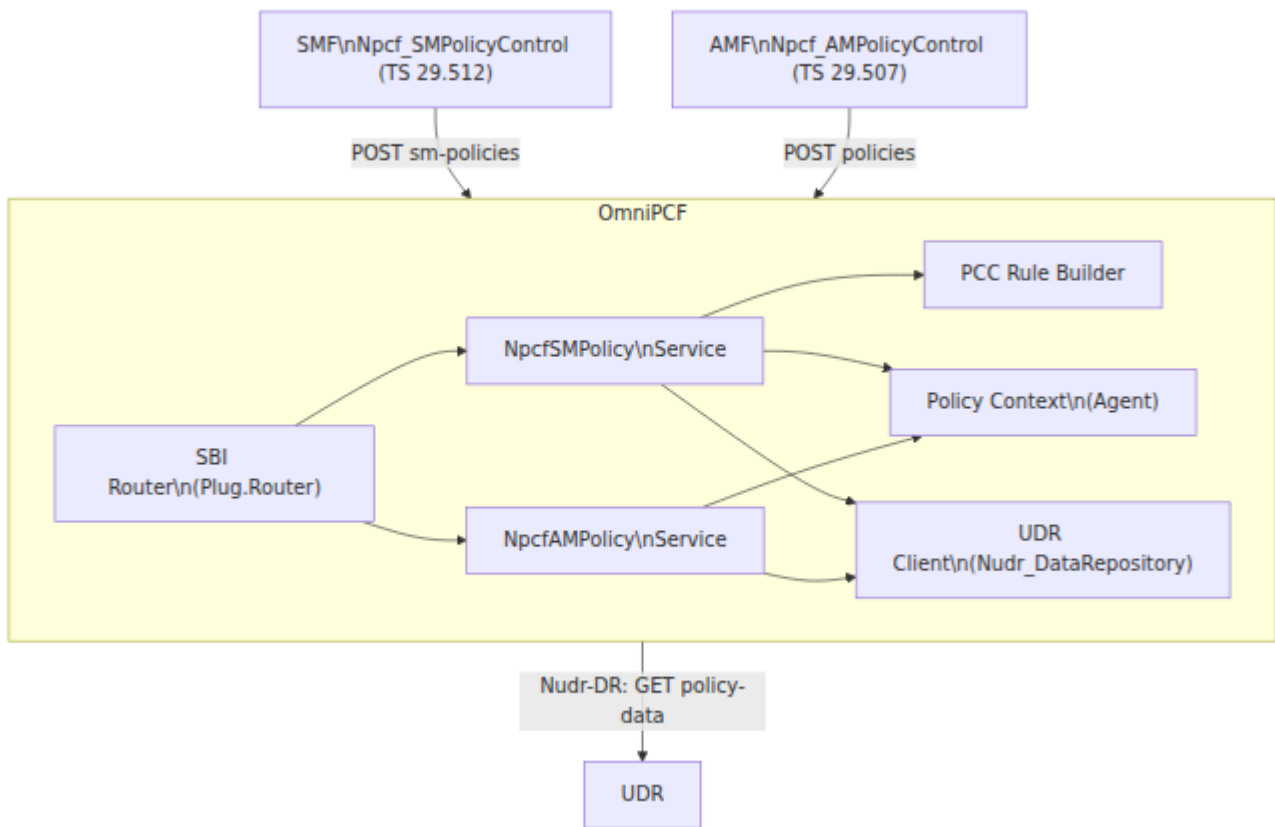 SMF\nNpcf_SMPolicyControl
(TS 29.512)
AMF\nNpcf_AMPolicyControl
(TS 29.507)
POST sm-policies
POST policies
OmniPCF
PCC Rule Builder
NpcfSMPolicy\nService
Policy Context\n(Agent)
SBI
Router\n(Plug.Router)
NpcfAMPolicy\nService
UDR
Client\n(Nudr_DataRepository)
Nudr-DR: GET policy-
data
UDR